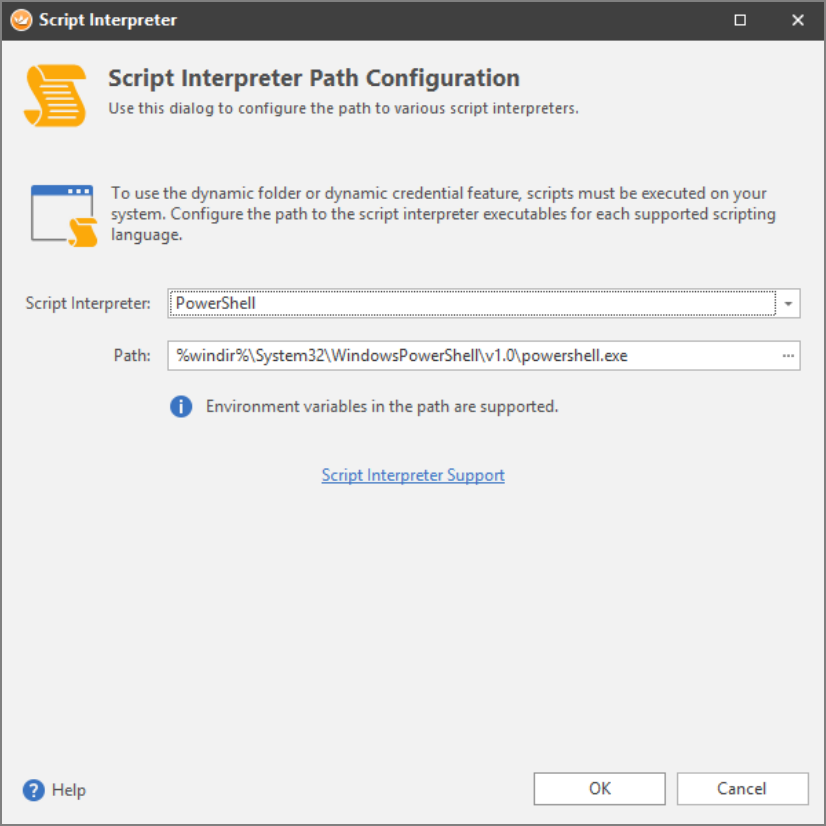 Script Interpreter
Script Interpreter Path Configuration
Use this dialog to configure the path to various script interpreters.
To use the dynamic folder or dynamic credential feature, scripts must be executed on your
system. Configure the path to the script interpreter executables for each supported scripting
language.
Script Interpreter: PowerShell
Path: %windir%\System32\WindowsPowerShell\v1.0\powershell.exe ...
Environment variables in the path are supported.
Script Interpreter Support
Help OK Cancel